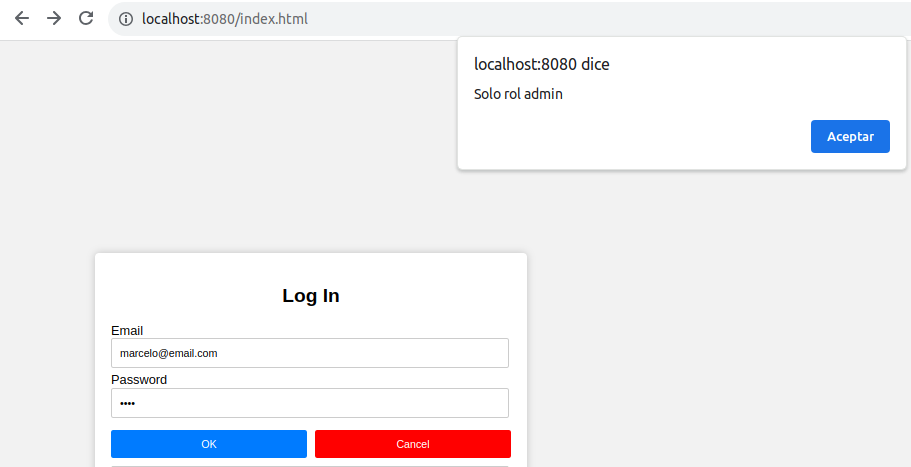 localhost:8080/index.html
localhost:8080 dice
Solo rol admin
Aceptar
Log In
Email
marcelo@email.com
Password
••••
OK Cancel